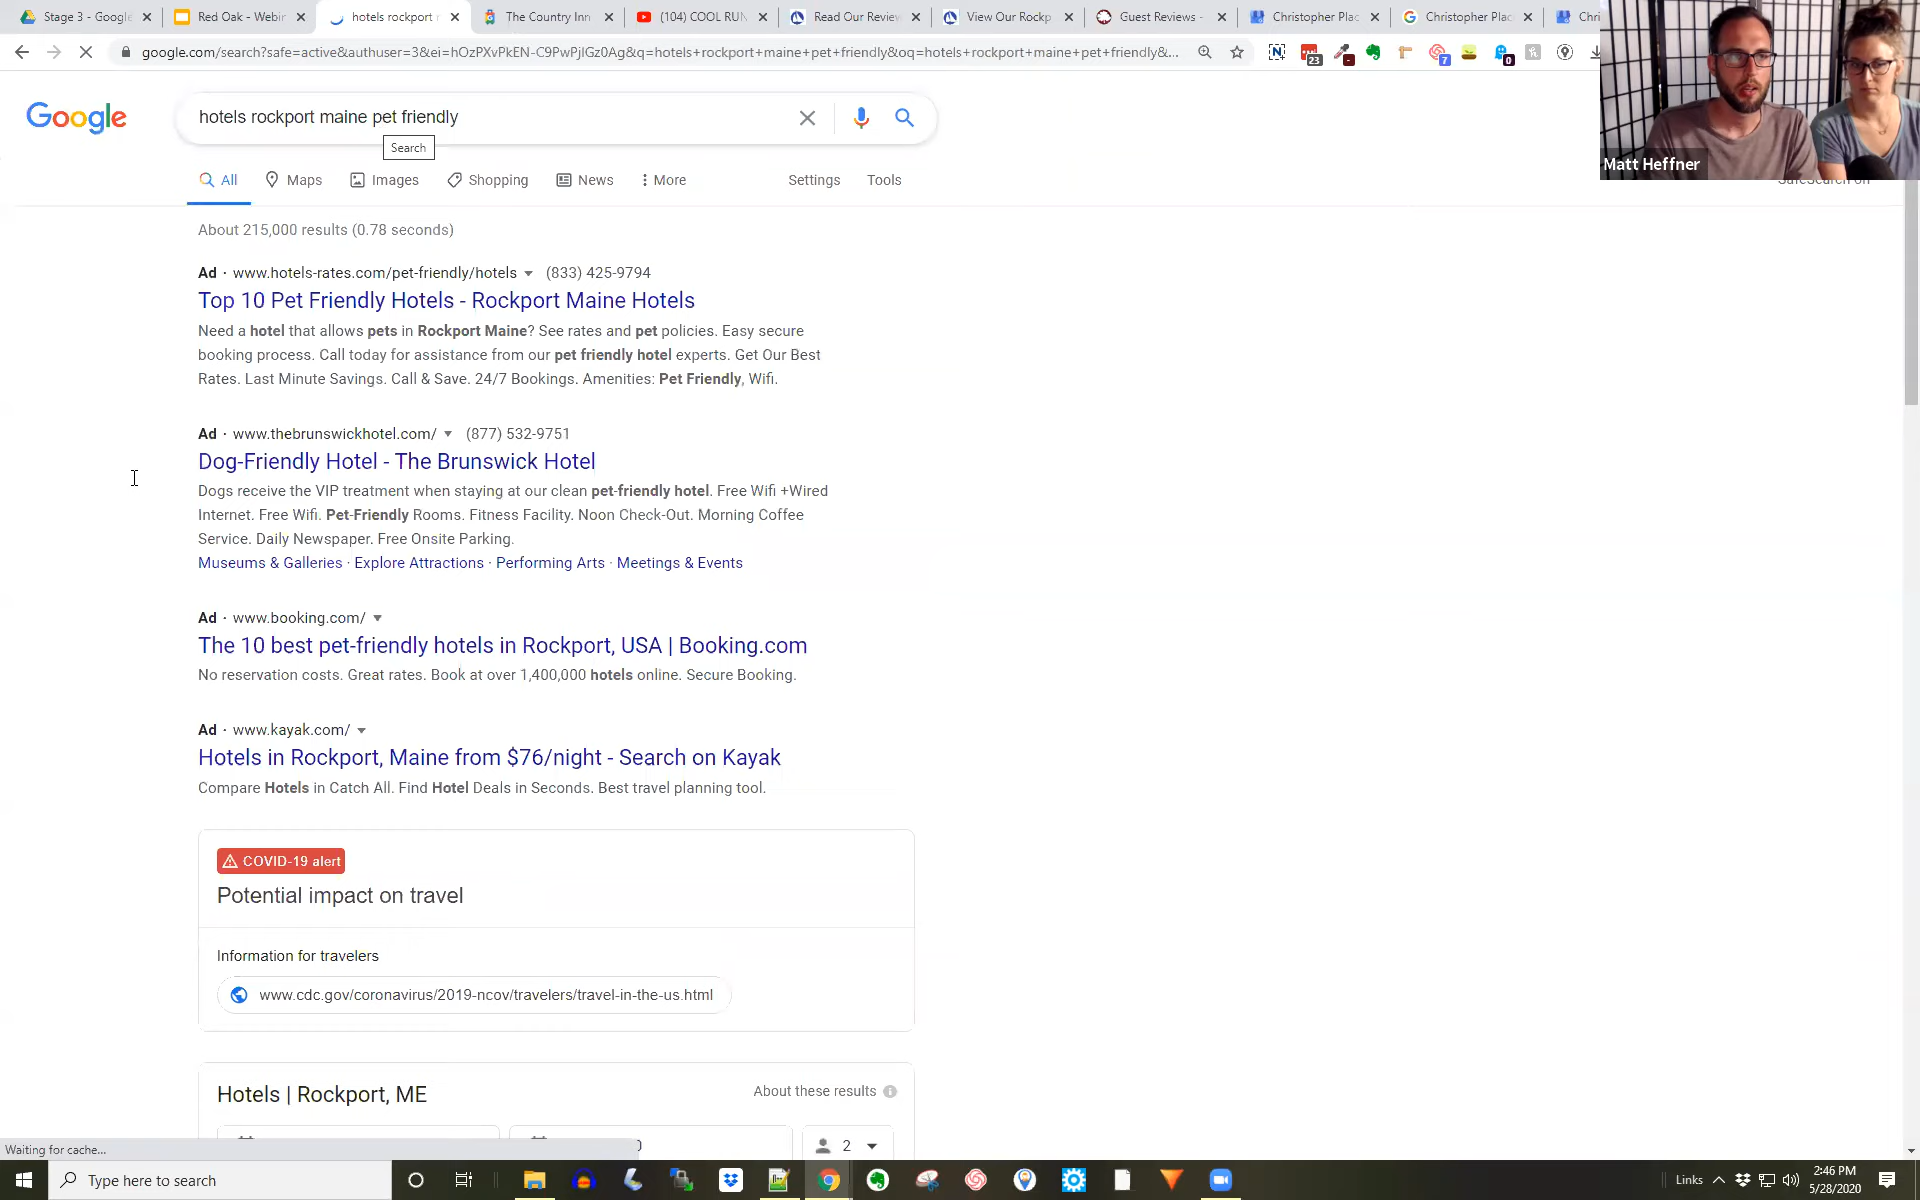 Stage 3 - Google
Red Oak - Webin
hotels rockport r
The Country Inn
(104) COOL RUN
Read Our Review
View Our Rockp
Guest Reviews -
Christopher Plac
Christopher Plac
Chri
google.com/search?safe=active&authuser=3&ei=hOzPXvPkEN-C9PwPjIGz0Ag&q=hotels+rockport+maine+pet+friendly&oq=hotels+rockport+maine+pet+friendly&...
23
7
0
Matt Heffner
Google
hotels rockport maine pet friendly
Search
All
Maps
Images
Shopping
News
More
Settings
Tools
SafeSearch on
About 215,000 results (0.78 seconds)
Ad · www.hotels-rates.com/pet-friendly/hotels (833) 425-9794
Top 10 Pet Friendly Hotels - Rockport Maine Hotels
Need a hotel that allows pets in Rockport Maine? See rates and pet policies. Easy secure
booking process. Call today for assistance from our pet friendly hotel experts. Get Our Best
Rates. Last Minute Savings. Call & Save. 24/7 Bookings. Amenities: Pet Friendly, Wifi.
Ad · www.thebrunswickhotel.com/ (877) 532-9751
Dog-Friendly Hotel - The Brunswick Hotel
Dogs receive the VIP treatment when staying at our clean pet-friendly hotel. Free Wifi +Wired
Internet. Free Wifi. Pet-Friendly Rooms. Fitness Facility. Noon Check-Out. Morning Coffee
Service. Daily Newspaper. Free Onsite Parking.
Museums & Galleries · Explore Attractions · Performing Arts · Meetings & Events
Ad · www.booking.com/
The 10 best pet-friendly hotels in Rockport, USA | Booking.com
No reservation costs. Great rates. Book at over 1,400,000 hotels online. Secure Booking.
Ad · www.kayak.com/
Hotels in Rockport, Maine from $76/night - Search on Kayak
Compare Hotels in Catch All. Find Hotel Deals in Seconds. Best travel planning tool.
COVID-19 alert
Potential impact on travel
Information for travelers
www.cdc.gov/coronavirus/2019-ncov/travelers/travel-in-the-us.html
Hotels | Rockport, ME
About these results
2
Waiting for cache...
Type here to search
Links
2:46 PM
5/28/2020